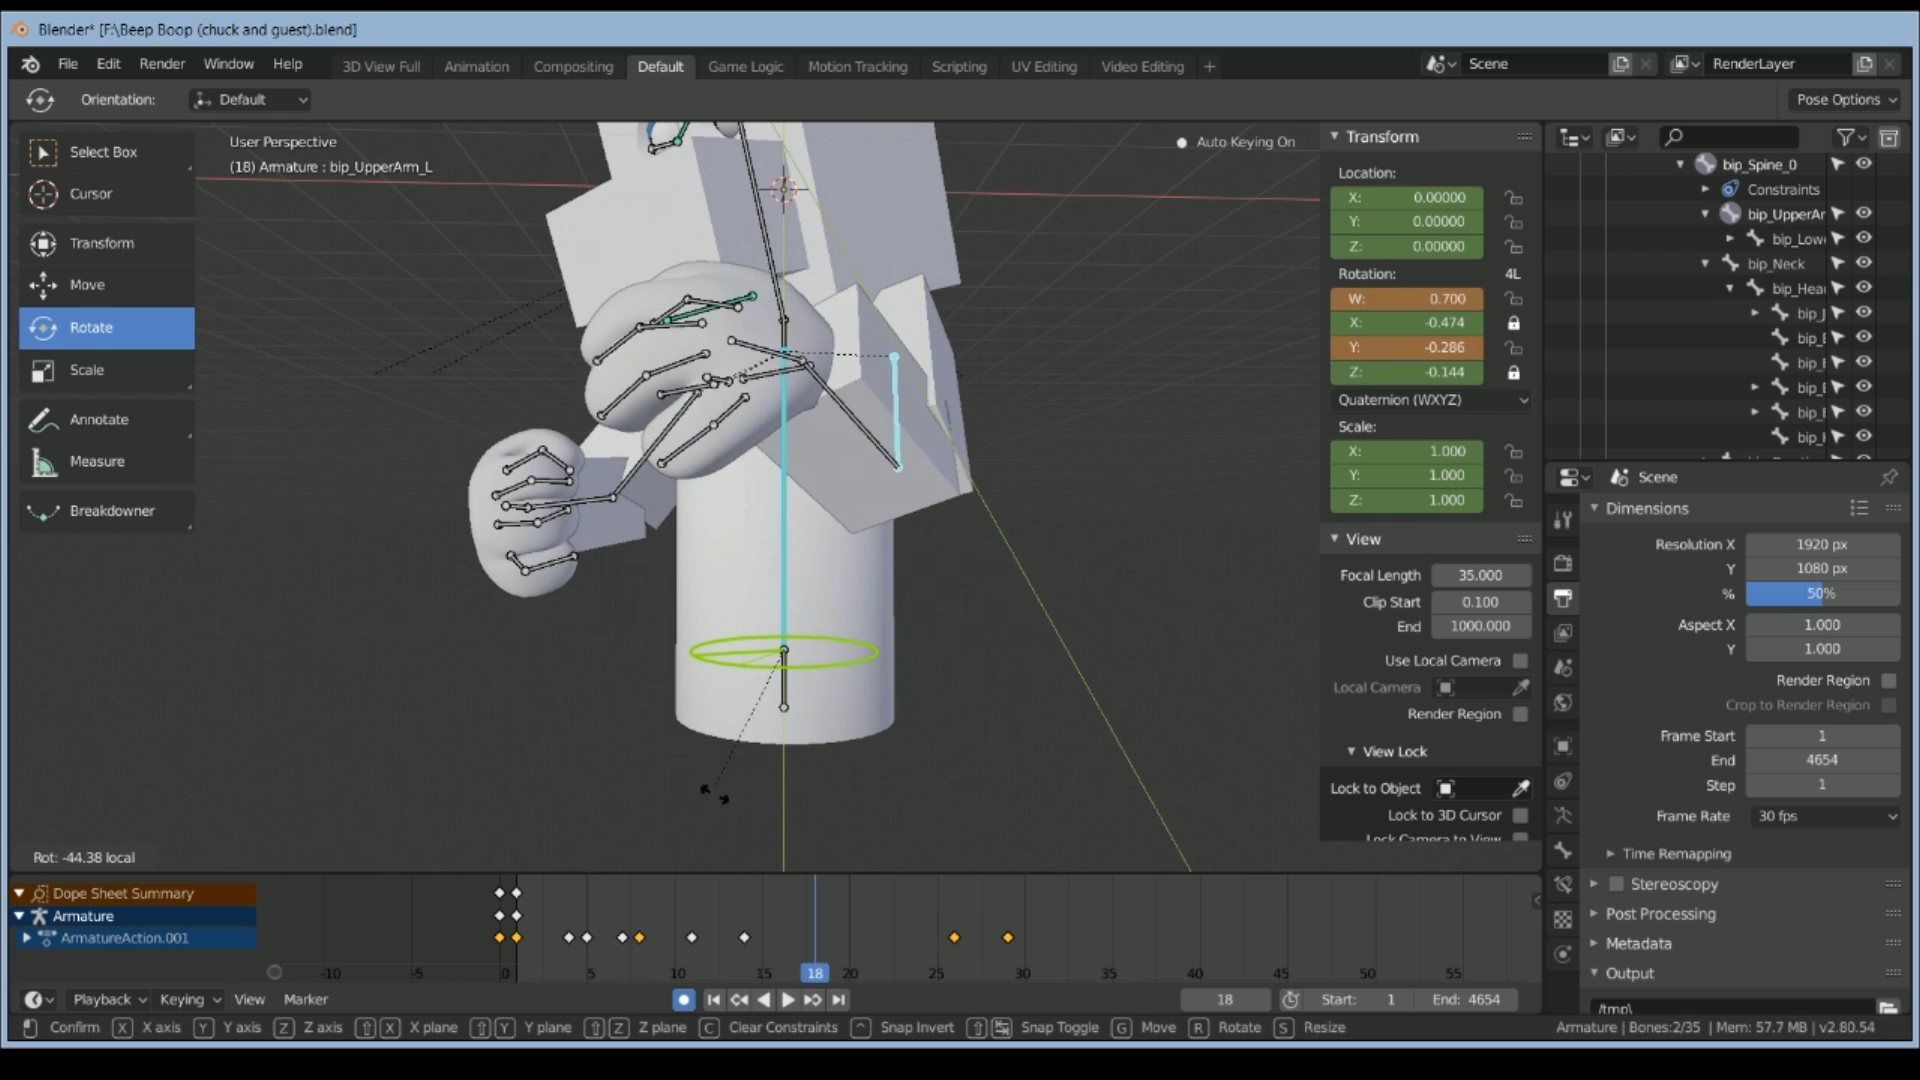 Blender* [F:\Beep Boop (chuck and guest).blend]
File Edit Render Window Help 3D View Full Animation Compositing Default Game Logic Motion Tracking Scripting UV Editing Video Editing + Scene RenderLayer
Orientation: Default Pose Options
Select Box
Cursor
Transform
Move
Rotate
Scale
Annotate
Measure
Breakdowner
User Perspective
(18) Armature : bip_UpperArm_L
Auto Keying On
Rot: -44.38 local
Transform
Location:
X: 0.00000
Y: 0.00000
Z: 0.00000
Rotation: 4L
W: 0.700
X: -0.474
Y: -0.286
Z: -0.144
Quaternion (WXYZ)
Scale:
X: 1.000
Y: 1.000
Z: 1.000
View
Focal Length 35.000
Clip Start 0.100
End 1000.000
Use Local Camera
Local Camera
Render Region
View Lock
Lock to Object
Lock to 3D Cursor
Lock Camera to View
bip_Spine_0
Constraints
bip_UpperAr
bip_Low
bip_Neck
bip_Hea
bip_J
bip_E
bip_E
bip_E
Scene
Dimensions
Resolution X 1920 px
Y 1080 px
% 50%
Aspect X 1.000
Y 1.000
Render Region
Crop to Render Region
Frame Start 1
End 4654
Step 1
Frame Rate 30 fps
Time Remapping
Stereoscopy
Post Processing
Metadata
Output
/tmp\
Dope Sheet Summary
Armature
ArmatureAction.001
-10 -5 0 5 10 15 18 20 25 30 35 40 45 50 55
Playback Keying View Marker 18 Start: 1 End: 4654
Confirm X X axis Y Y axis Z Z axis X X plane Y Y plane Z Z plane C Clear Constraints ^ Snap Invert Snap Toggle G Move R Rotate S Resize Armature | Bones:2/35 | Mem: 57.7 MB | v2.80.54